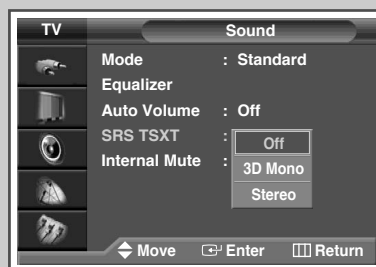 TV Sound
Mode : Standard
Equalizer
Auto Volume : Off
SRS TSXT : Off
3D Mono
Internal Mute :
Stereo
Move Enter Return